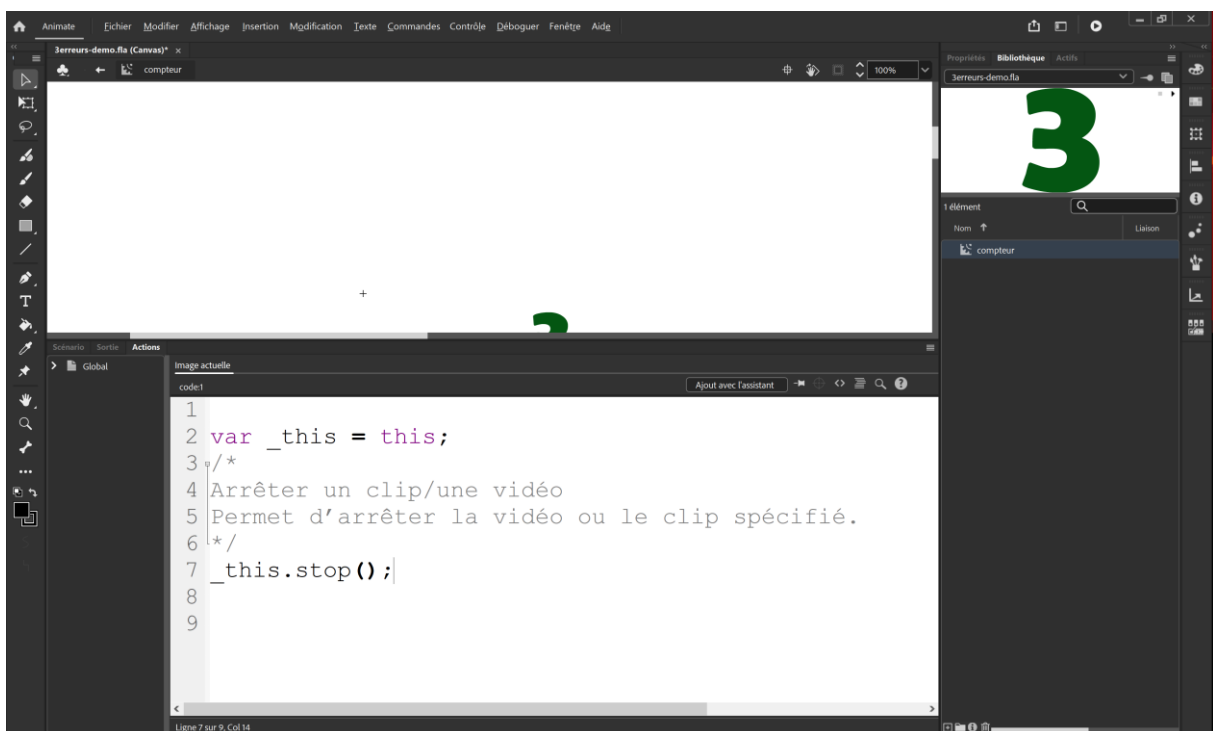 Animate Fichier Modifier Affichage Insertion Modification Texte Commandes Contrôle Déboguer Fenêtre Aide
3erreurs-demo.fla (Canvas)* ×
compteur 100%
Propriétés Bibliothèque Actifs
3erreurs-demo.fla
3
1 élément
Nom Liaison
compteur
Scénario Sortie Actions
Global
Image actuelle
code:1 Ajout avec l'assistant
1
2 var _this = this;
3 /*
4 Arrêter un clip/une vidéo
5 Permet d’arrêter la vidéo ou le clip spécifié.
6 */
7 _this.stop();
8
9
Ligne 7 sur 9, Col 14